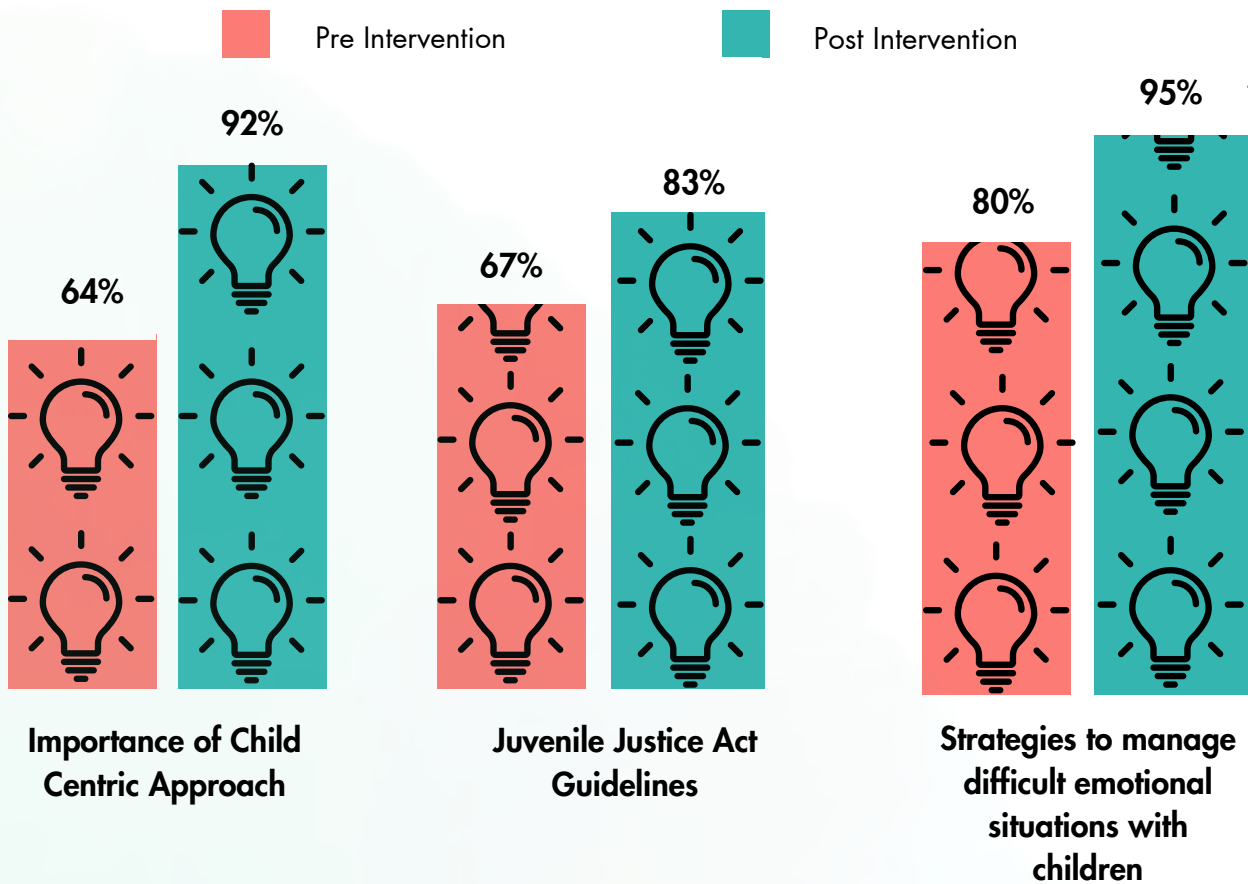 Pre Intervention
Post Intervention
64%
92%
67%
83%
80%
95%
Importance of Child
Centric Approach
Juvenile Justice Act
Guidelines
Strategies to manage
difficult emotional
situations with
children